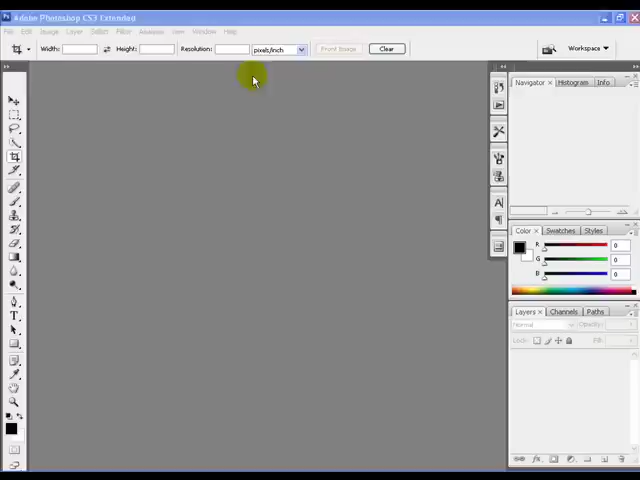 Adobe Photoshop CS3 Extended
File Edit Image Layer Select Filter Analysis View Window Help
Width: Height: Resolution: pixels/inch Front Image Clear Workspace
Navigator Histogram Info
Color Swatches Styles
R 0
G 0
B 0
Layers Channels Paths
Normal Opacity:
Lock: Fill: